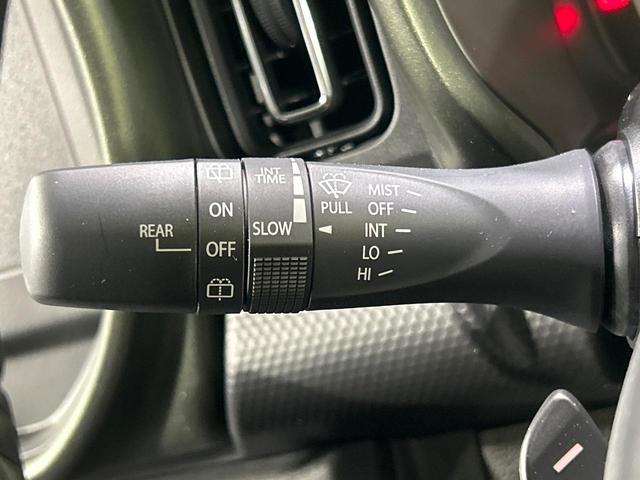 REAR
ON
OFF
INT
TIME
SLOW
PULL
MIST
OFF
INT
LO
HI